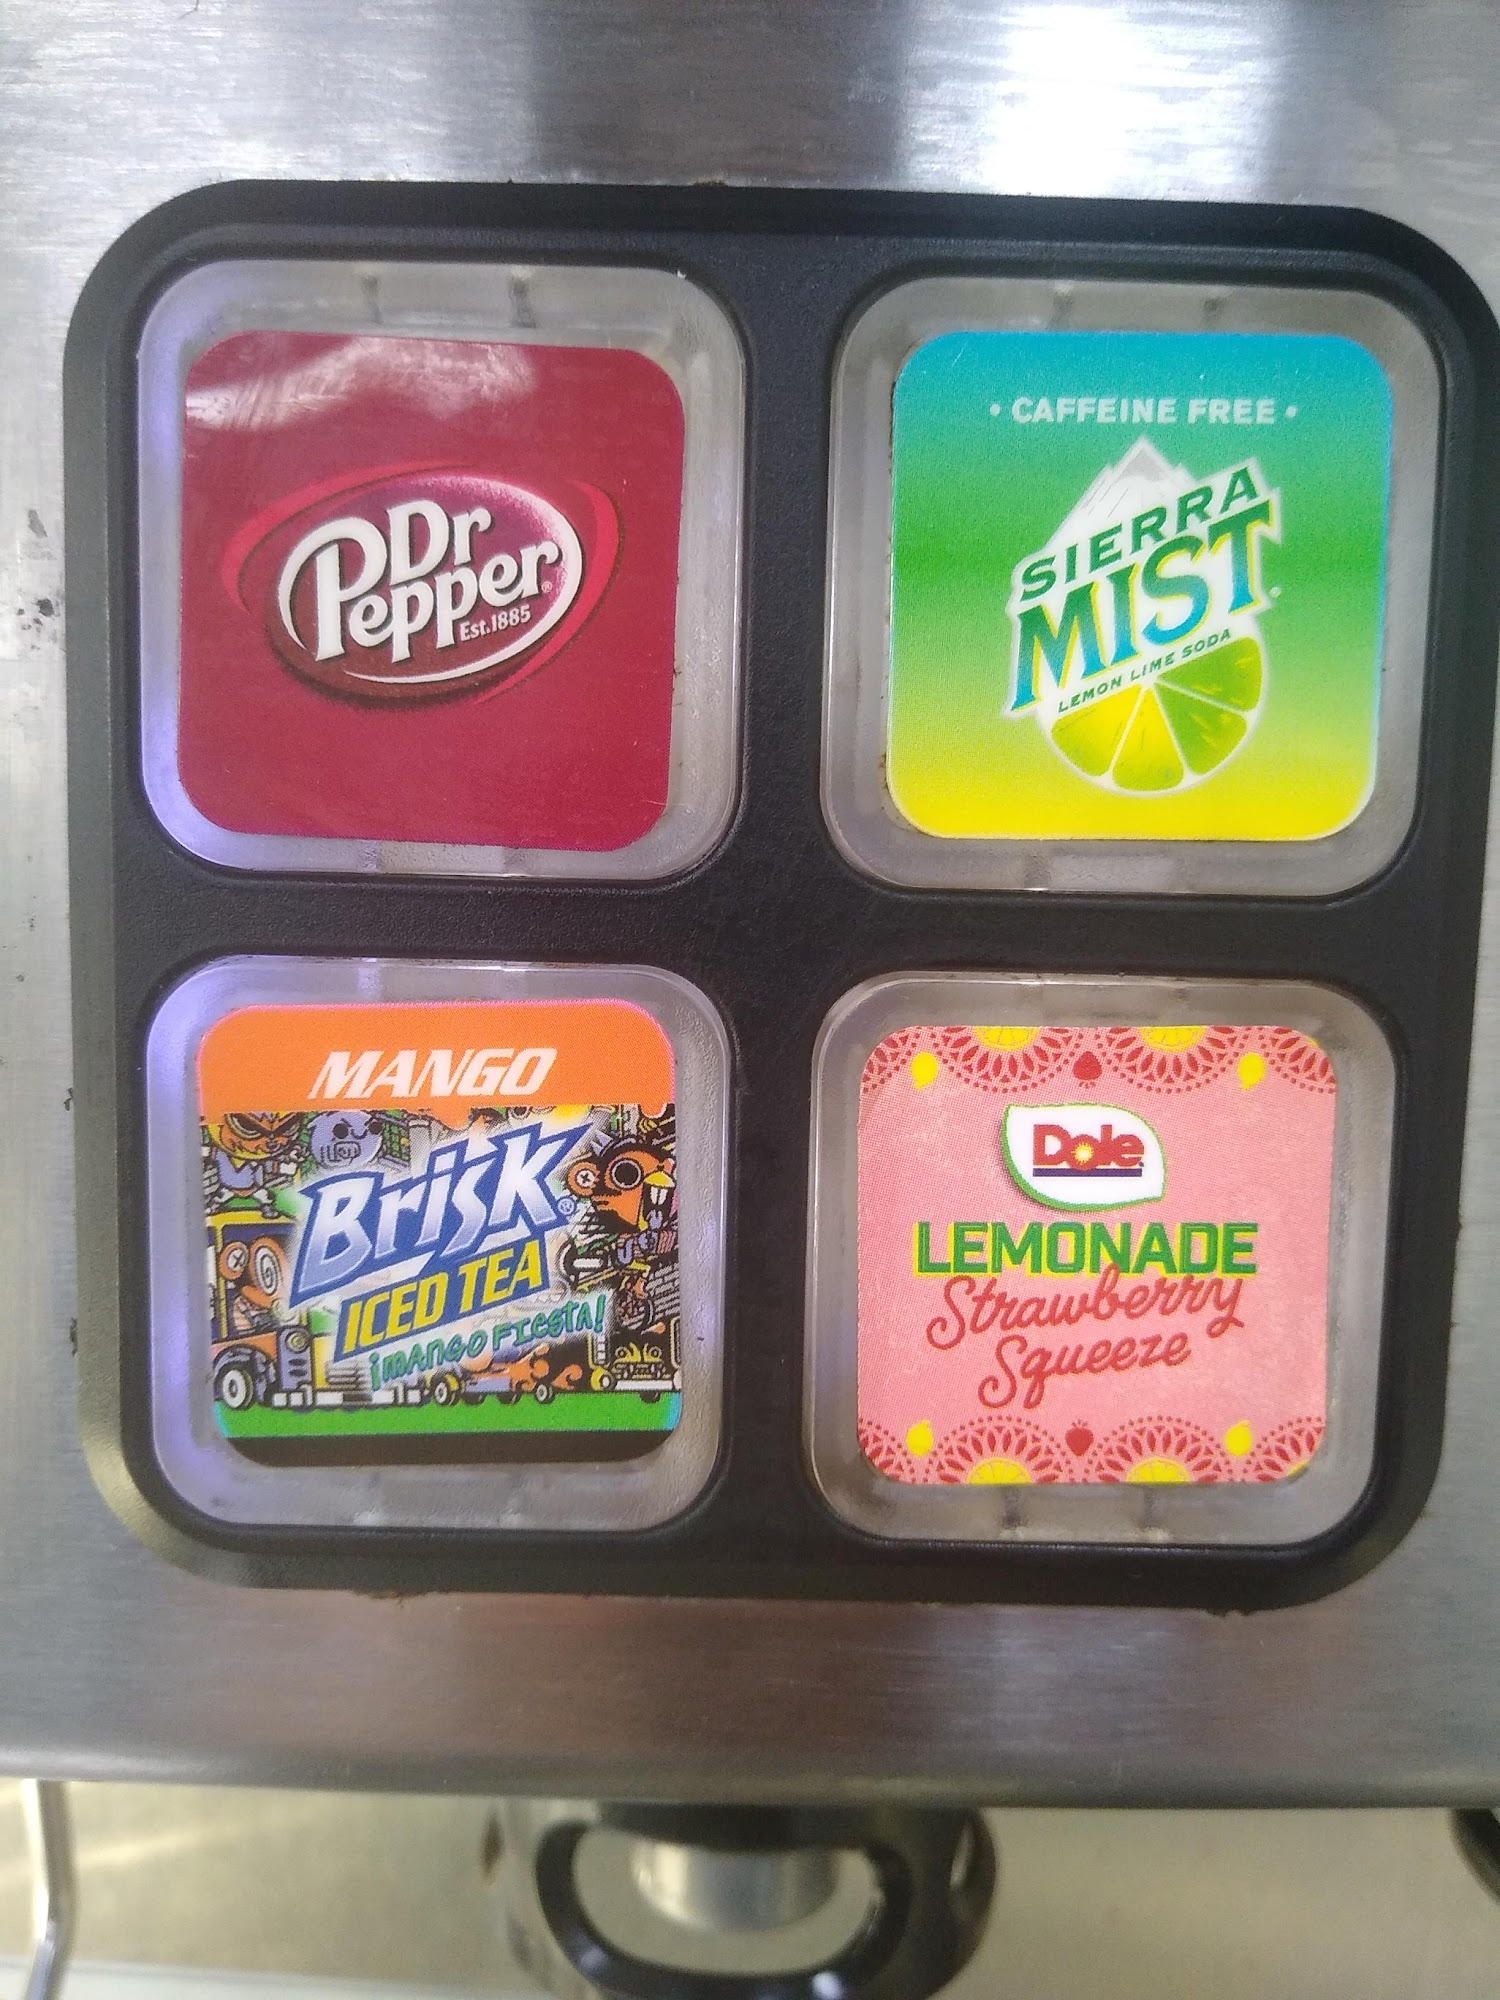 Dr
Pepper®
Est.1885
• CAFFEINE FREE •
SIERRA
MIST
LEMON LIME SODA
MANGO
Brisk®
ICED TEA
¡MANGO FIESTA!
Dole
LEMONADE
Strawberry
Squeeze